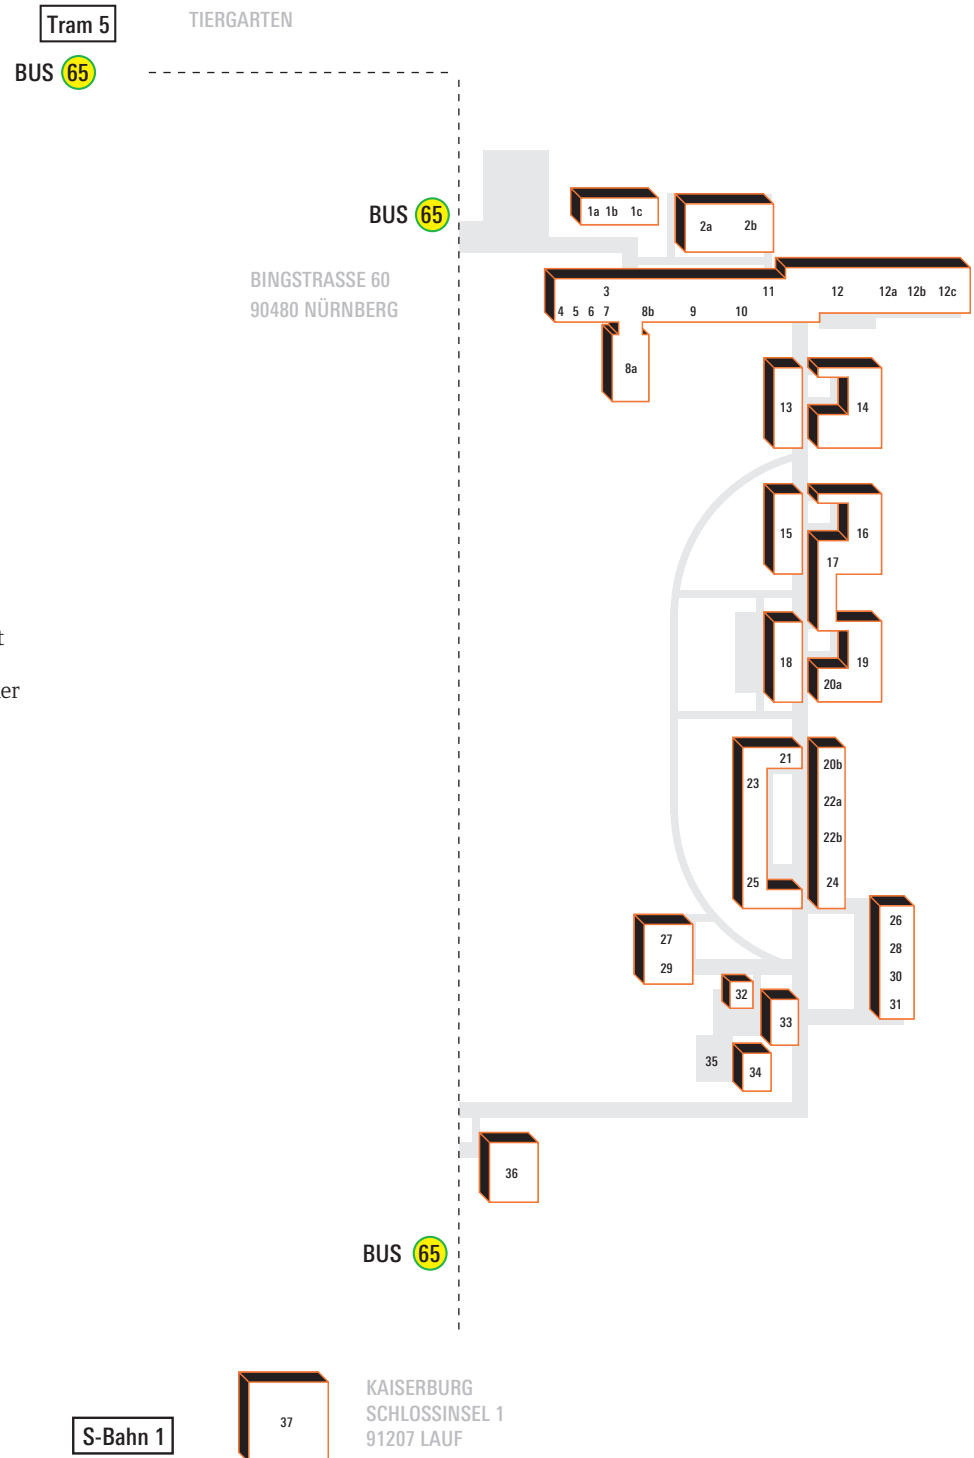 Tram 5
TIERGARTEN
BUS 65
BUS 65
BINGSTRASSE 60
90480 NÜRNBERG
1a 1b 1c
2a 2b
3 11 12 12a 12b 12c
4 5 6 7 8b 9 10
8a
13 14
15 16
17
18 19
20a
21
20b
23
22a
22b
25 24
26
27
28
29
30
31
32
33
35
34
36
BUS 65
t
er
37
KAISERBURG
SCHLOSSINSEL 1
91207 LAUF
S-Bahn 1